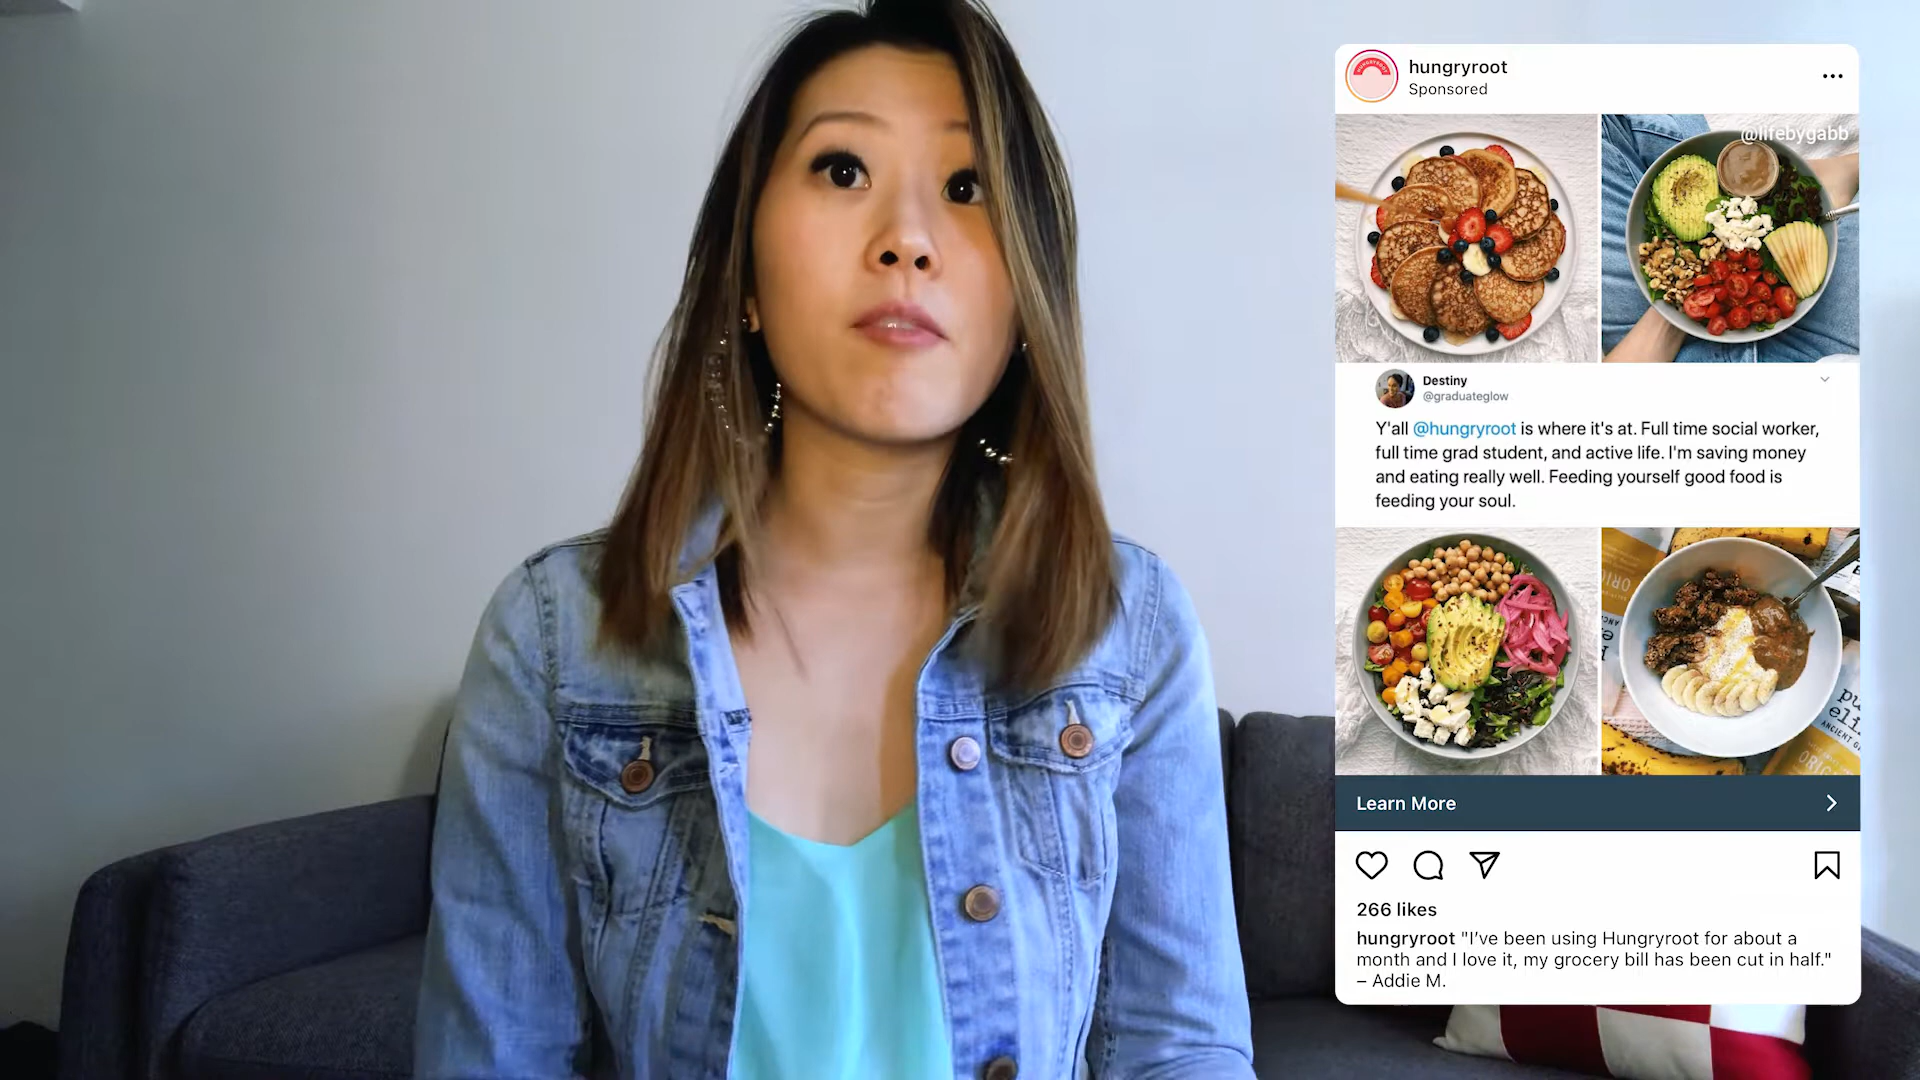 hungryroot
Sponsored
@lifebygabb
Destiny
@graduateglow
Y'all @hungryroot is where it's at. Full time social worker,
full time grad student, and active life. I'm saving money
and eating really well. Feeding yourself good food is
feeding your soul.
Learn More
266 likes
hungryroot "I've been using Hungryroot for about a
month and I love it, my grocery bill has been cut in half."
– Addie M.